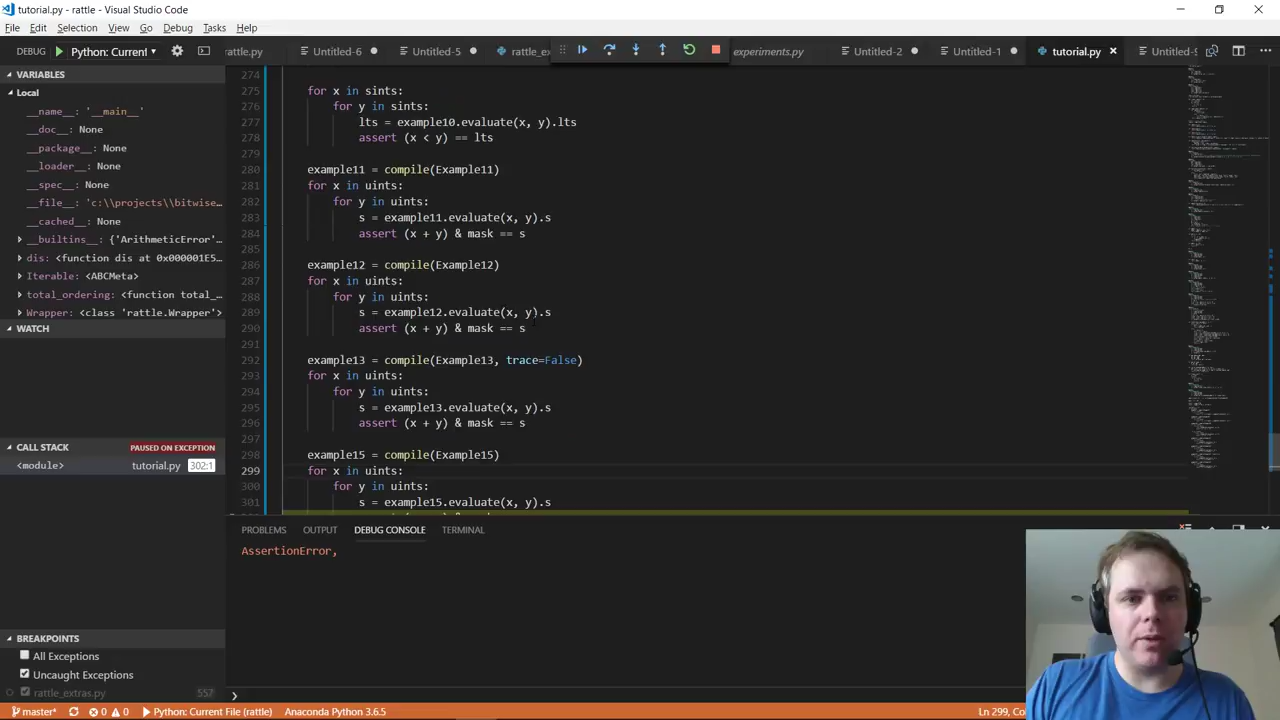 tutorial.py - rattle - Visual Studio Code
File Edit Selection View Go Debug Tasks Help
DEBUG Python: Current
rattle.py Untitled-6 Untitled-5 experiments.py Untitled-2 Untitled-1 tutorial.py
VARIABLES
Local
__name__: '__main__'
__doc__: None
__package__: None
__loader__: None
__spec__: None
__file__: 'c:\\projects\\bitwise…
__cached__: None
__builtins__: {'ArithmeticError'…
dis: <function dis at 0x000001E5…
Iterable: <ABCMeta>
total_ordering: <function total_…
Wrapper: <class 'rattle.Wrapper'>
WATCH
CALL STACK PAUSED ON EXCEPTION
<module> tutorial.py 302:1
BREAKPOINTS
All Exceptions
Uncaught Exceptions
rattle_extras.py 557
274
275 for x in sints:
276 for y in sints:
277 lts = example10.evaluate(x, y).lts
278 assert (x < y) == lts
279
280 example11 = compile(Example11)
281 for x in uints:
282 for y in uints:
283 s = example11.evaluate(x, y).s
284 assert (x + y) & mask == s
285
286 example12 = compile(Example12)
287 for x in uints:
288 for y in uints:
289 s = example12.evaluate(x, y).s
290 assert (x + y) & mask == s
291
292 example13 = compile(Example13, trace=False)
293 for x in uints:
294 for y in uints:
295 s = example13.evaluate(x, y).s
296 assert (x + y) & mask == s
297
298 example15 = compile(Example15)
299 for x in uints:
300 for y in uints:
301 s = example15.evaluate(x, y).s
PROBLEMS OUTPUT DEBUG CONSOLE TERMINAL
AssertionError,
master* 0 0 Python: Current File (rattle) Anaconda Python 3.6.5 Ln 299,